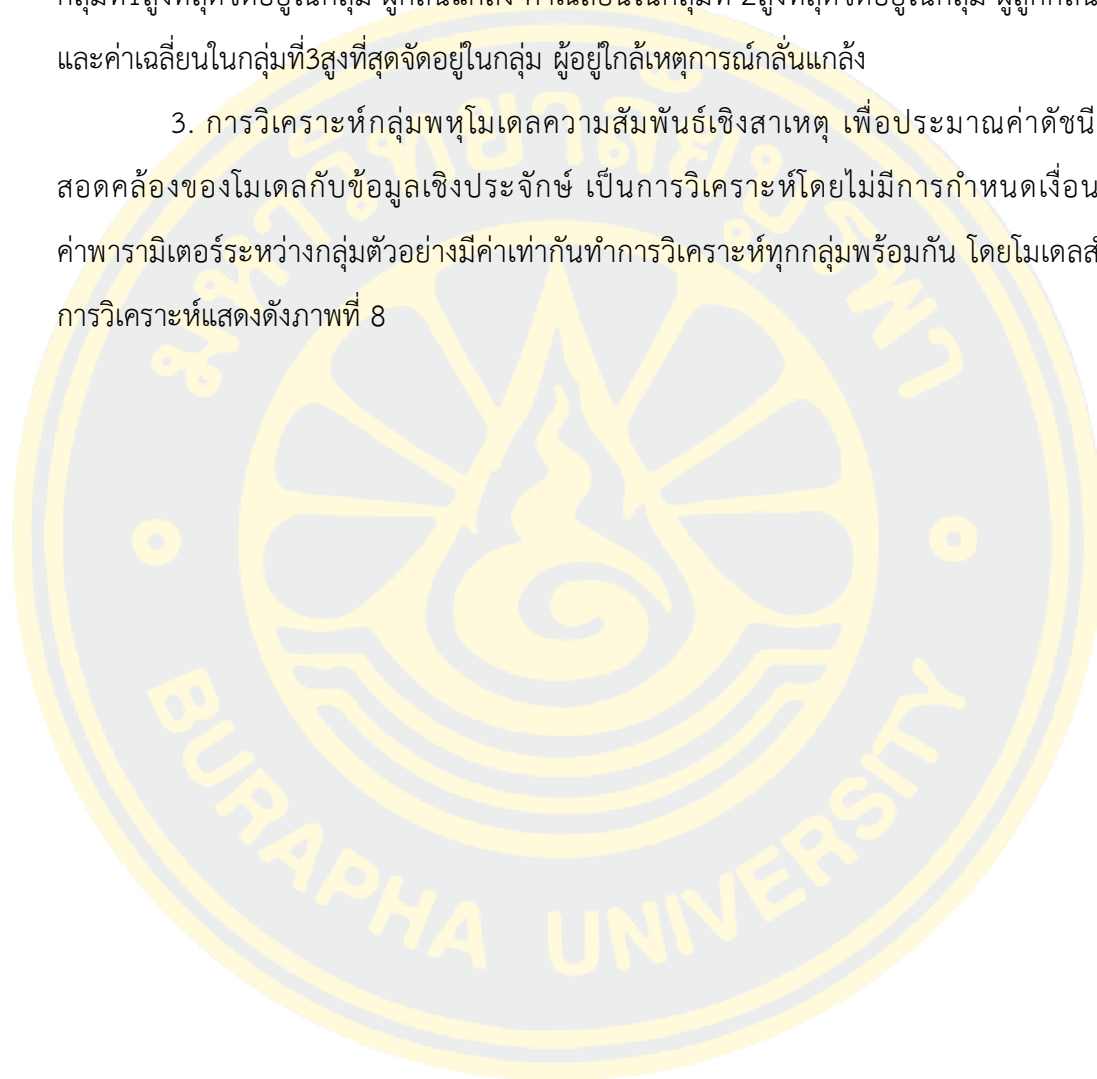 และค่าเฉลี่ยนในกลุ่มที่3สูงที่สุดจัดอยู่ในกลุ่ม ผู้อยู่ใกล้เหตุการณ์กลั่นแกล้ง
3. การวิเคราะห์กลุ่มพหุโมเดลความสัมพันธ์เชิงสาเหตุ เพื่อประมาณค่าดัชนี
สอดคล้องของโมเดลกับข้อมูลเชิงประจักษ์ เป็นการวิเคราะห์โดยไม่มีการกำหนดเงื่อน
ค่าพารามิเตอร์ระหว่างกลุ่มตัวอย่างมีค่าเท่ากันทำการวิเคราะห์ทุกกลุ่มพร้อมกัน โดยโมเดล
การวิเคราะห์แสดงดังภาพที่ 8
มหาวิทยาลัยบูรพา
BURAPHA UNIVERSITY